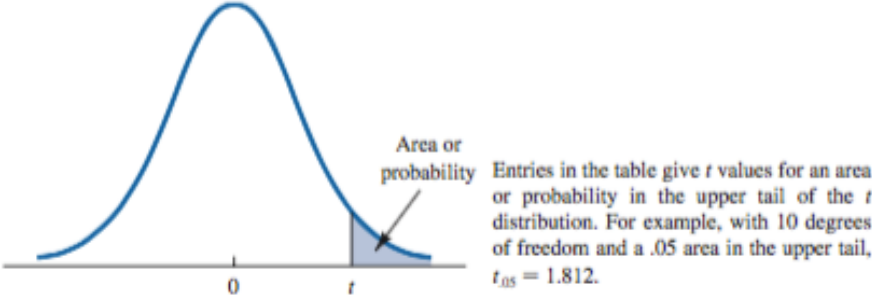 Area or
probability
Entries in the table give t values for an area
or probability in the upper tail of the t
distribution. For example, with 10 degrees
of freedom and a .05 area in the upper tail,
t.05 = 1.812.
0
t